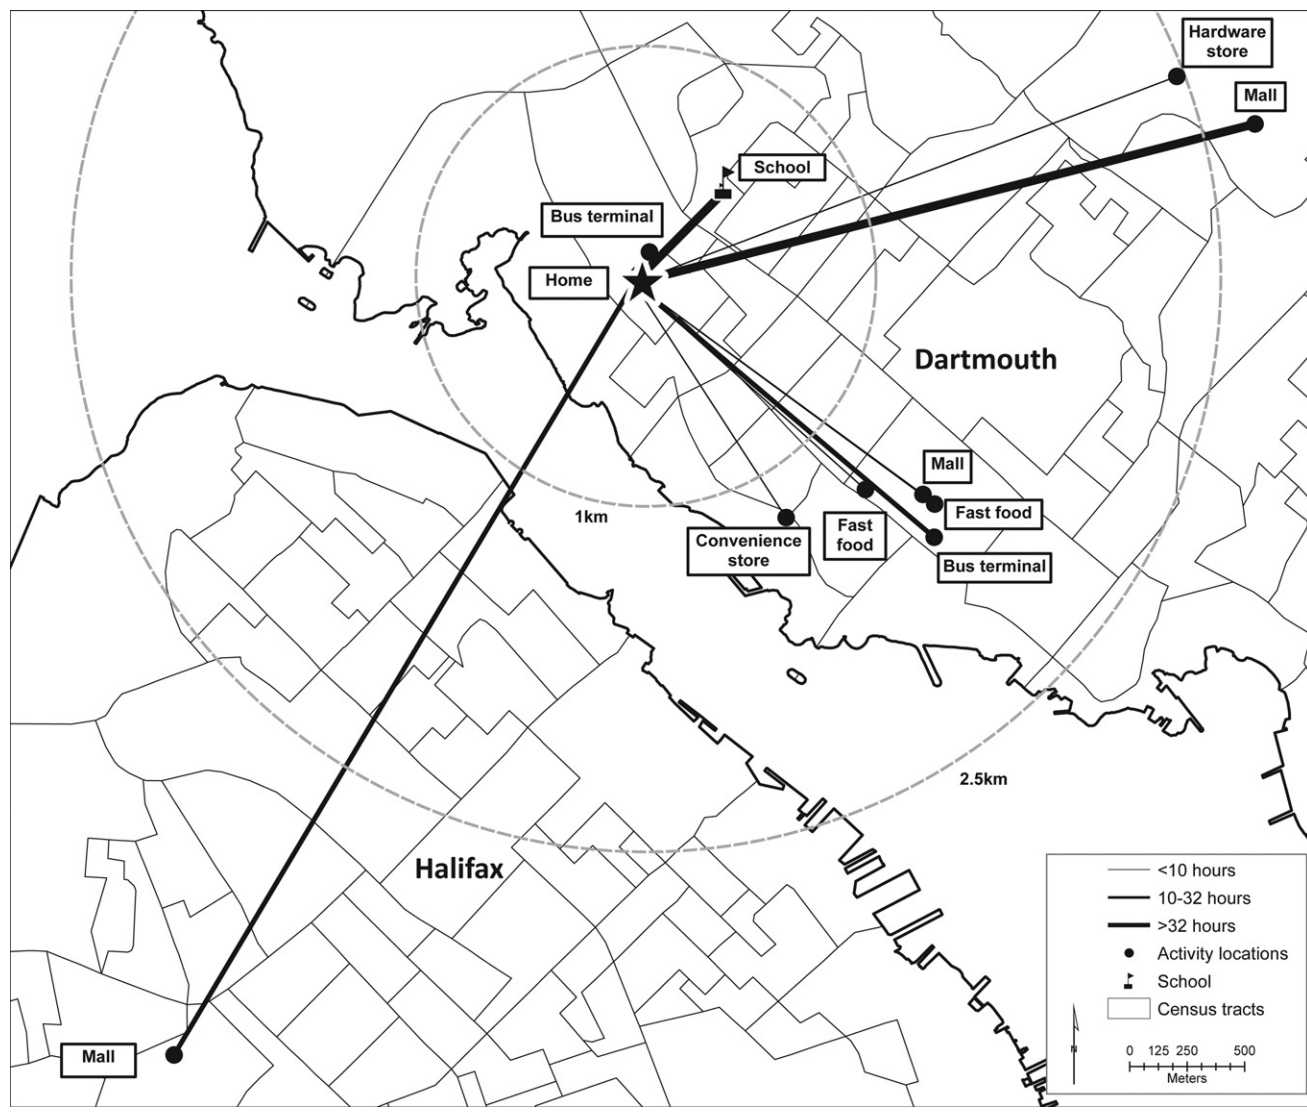 Hardware
store
Mall
School
Bus terminal
Home
Dartmouth
Mall
Fast food
1km
Convenience
store
Fast
food
Bus terminal
2.5km
Halifax
<10 hours
10-32 hours
>32 hours
Activity locations
School
Census tracts
N
0 125 250 500
Meters
Mall